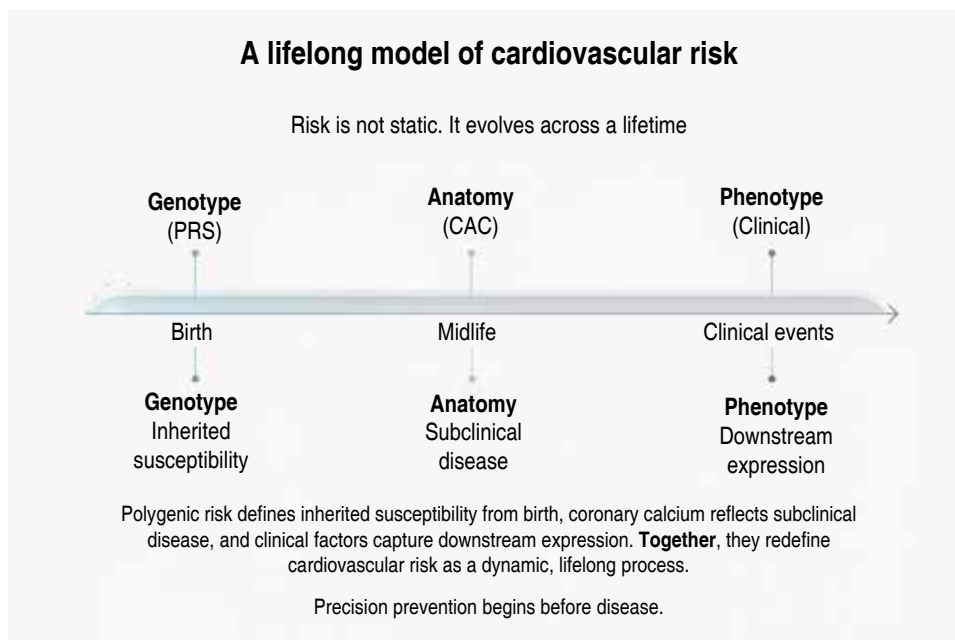 A lifelong model of cardiovascular risk
Risk is not static. It evolves across a lifetime
Genotype
(PRS)
Anatomy
(CAC)
Phenotype
(Clinical)
Birth
Midlife
Clinical events
Genotype
Inherited
susceptibility
Anatomy
Subclinical
disease
Phenotype
Downstream
expression
Polygenic risk defines inherited susceptibility from birth, coronary calcium reflects subclinical
disease, and clinical factors capture downstream expression. Together, they redefine
cardiovascular risk as a dynamic, lifelong process.
Precision prevention begins before disease.